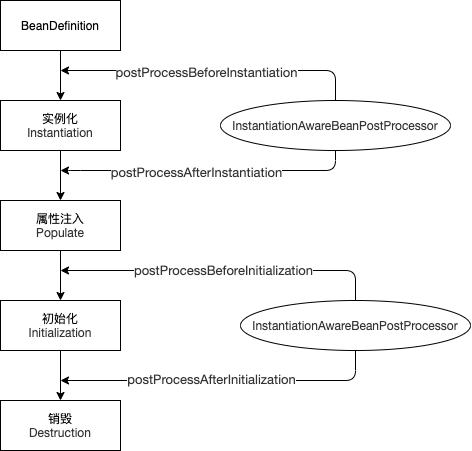 BeanDefinition
postProcessBeforeInstantiation
实例化
Instantiation
InstantiationAwareBeanPostProcessor
postProcessAfterInstantiation
属性注入
Populate
postProcessBeforeInitialization
初始化
Initialization
InstantiationAwareBeanPostProcessor
postProcessAfterInitialization
销毁
Destruction